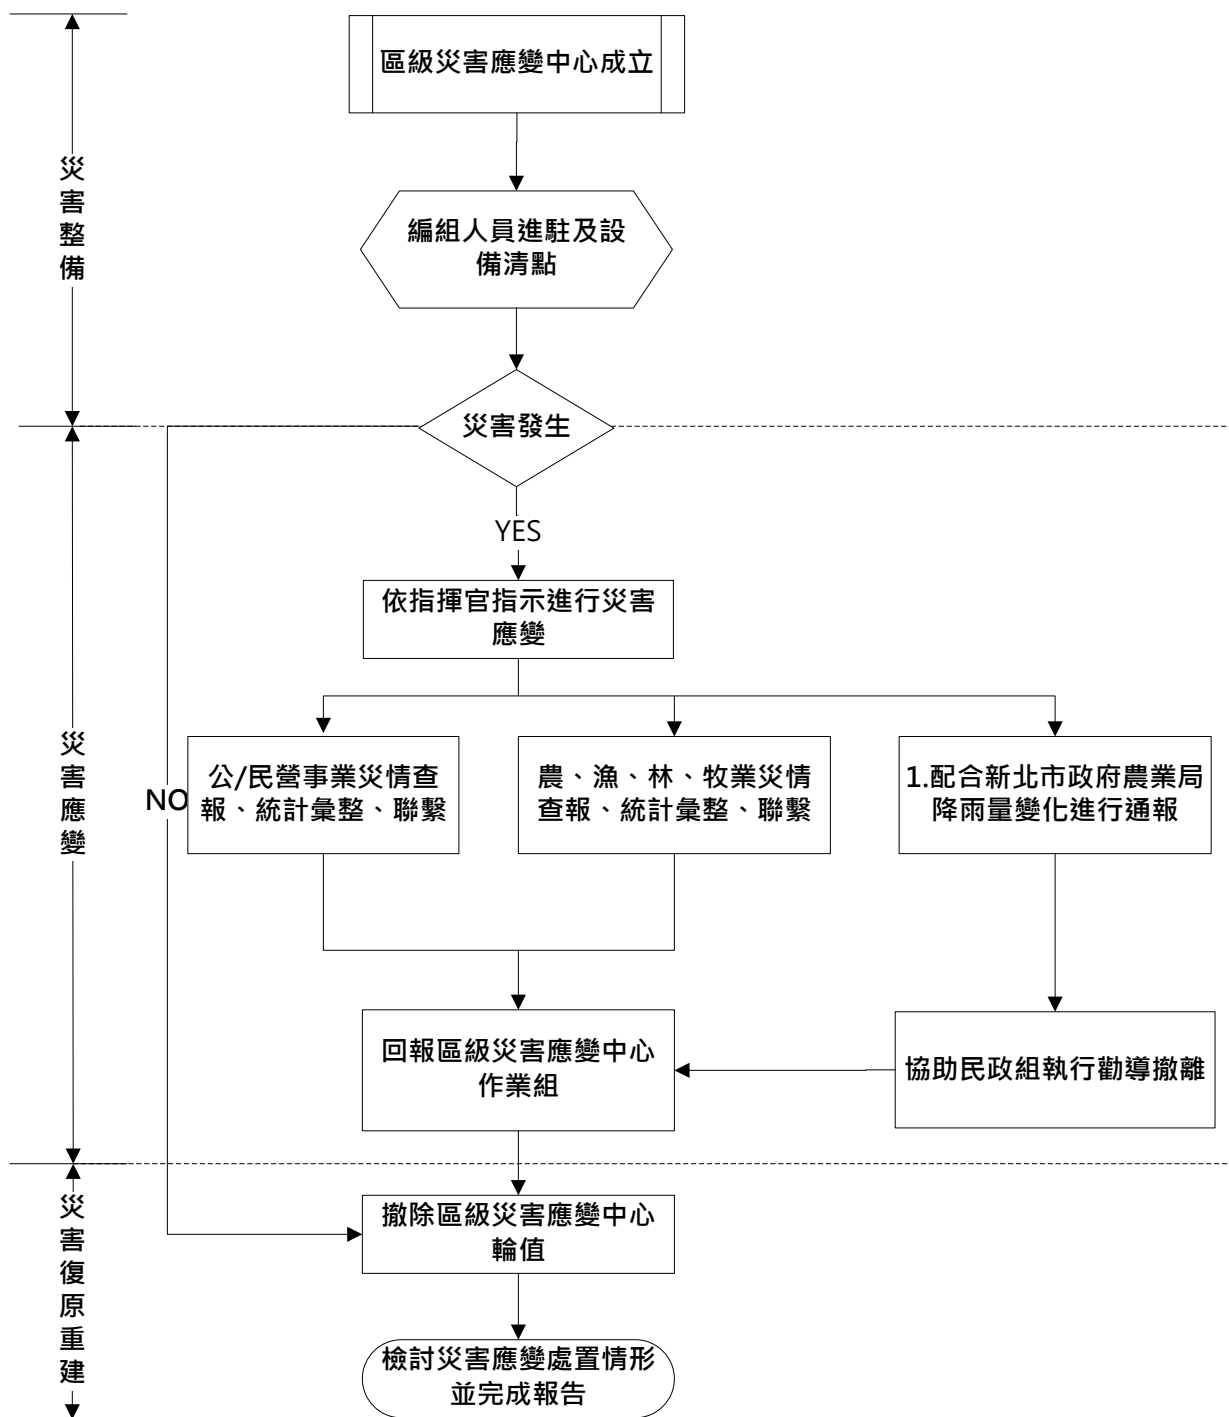 區級災害應變中心成立
災害整備
編組人員進駐及設
備清點
災害發生
YES
依指揮官指示進行災害
應變
災害應變
NO
公/民營事業災情查
報、統計彙整、聯繫
農、漁、林、牧業災情
查報、統計彙整、聯繫
1.配合新北市政府農業局
降雨量變化進行通報
回報區級災害應變中心
作業組
協助民政組執行勸導撤離
災害復原重建
撤除區級災害應變中心
輪值
檢討災害應變處置情形
並完成報告